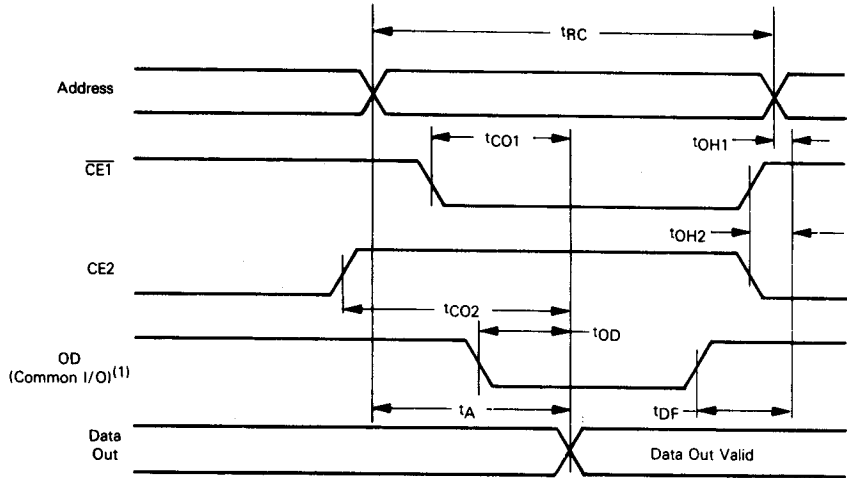 tRC
Address
tCO1
tOH1
CE1
tOH2
CE2
tCO2
tOD
OD
(Common I/O)(1)
tA
tDF
Data
Out
Data Out Valid